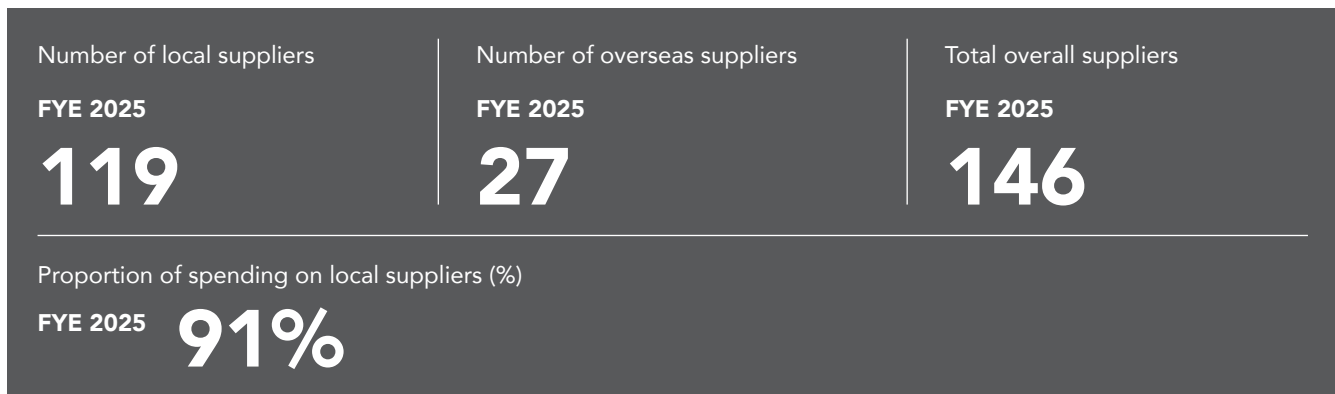 Number of local suppliers
FYE 2025
119
Number of overseas suppliers
FYE 2025
27
Total overall suppliers
FYE 2025
146
Proportion of spending on local suppliers (%)
FYE 2025 91%